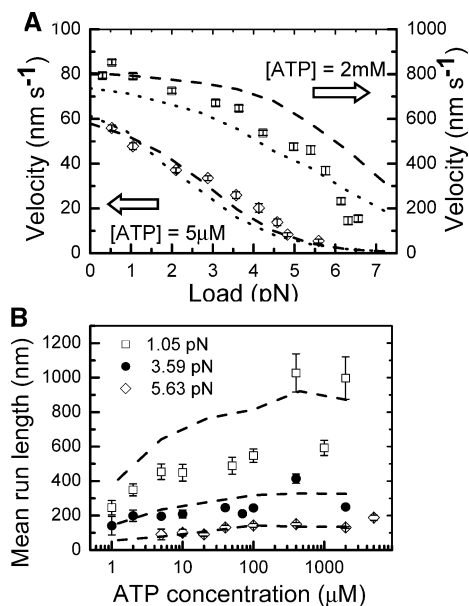 A
Velocity (nm s-1)
100
80
60
40
20
0
1000
800
600
400
200
0
Velocity (nm s-1)
[ATP] = 2mM
[ATP] = 5μM
0 1 2 3 4 5 6 7
Load (pN)
B
Mean run length (nm)
1200
1000
800
600
400
200
0
1.05 pN
3.59 pN
5.63 pN
1 10 100 1000
ATP concentration (μM)